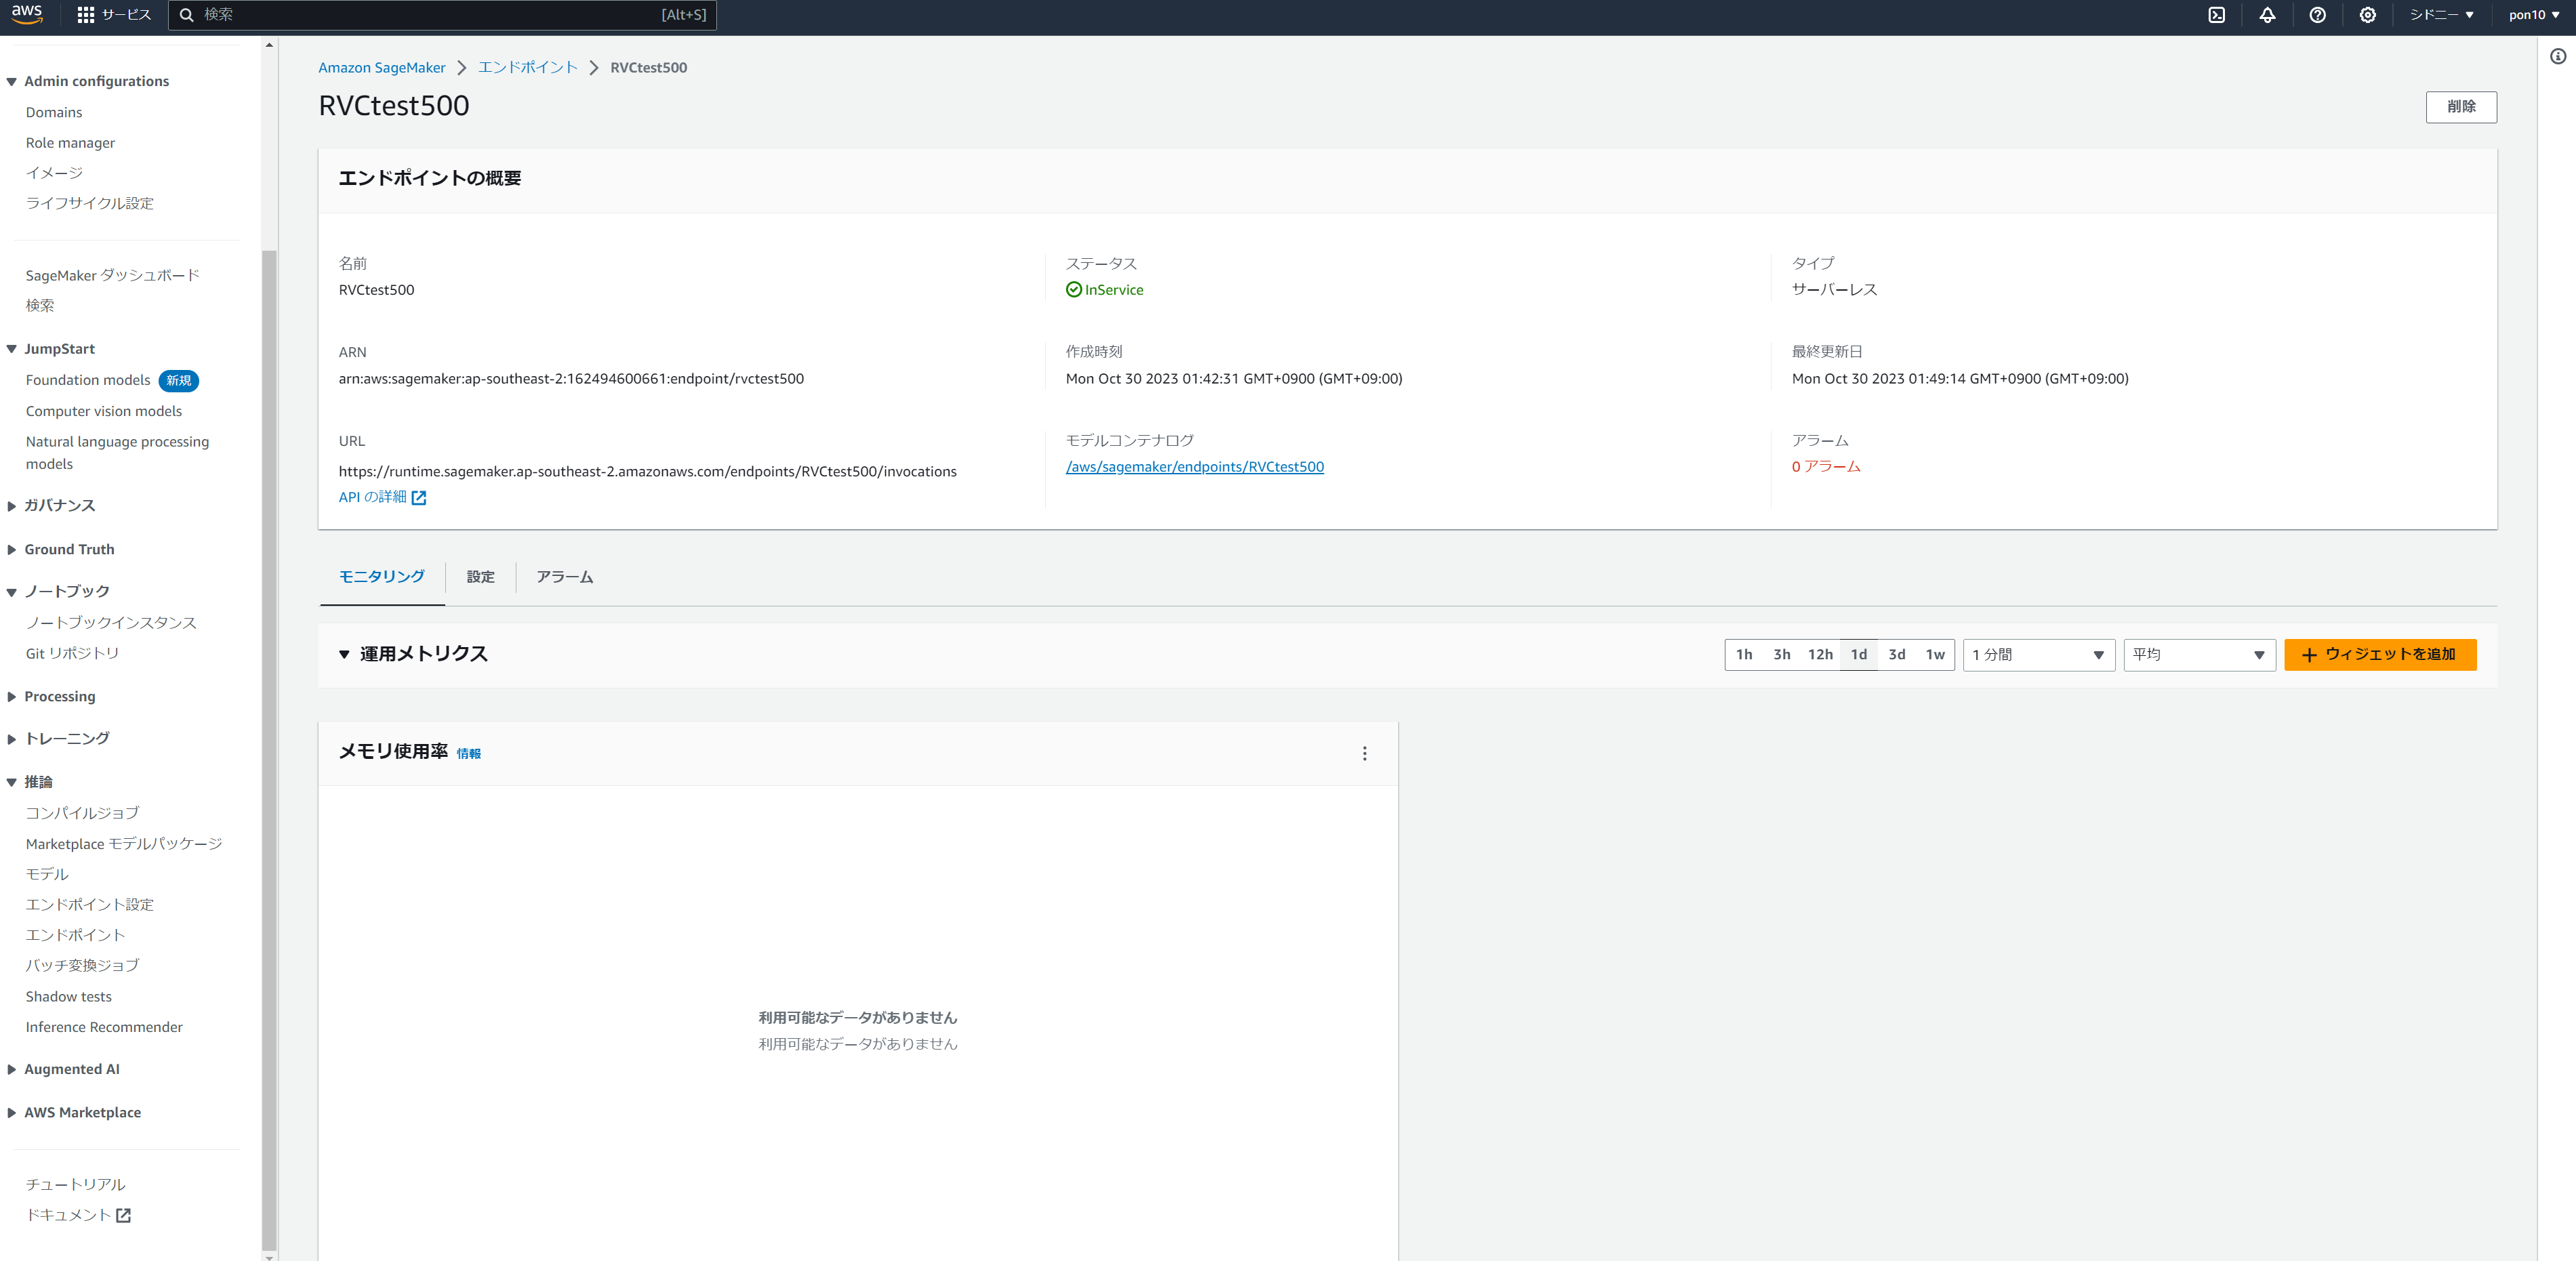 aws
サービス
検索
[Alt+S]
シドニー
pon10
Admin configurations
Domains
Role manager
イメージ
ライフサイクル設定
SageMaker ダッシュボード
検索
JumpStart
Foundation models 新規
Computer vision models
Natural language processing
models
ガバナンス
Ground Truth
ノートブック
ノートブックインスタンス
Git リポジトリ
Processing
トレーニング
推論
コンパイルジョブ
Marketplace モデルパッケージ
モデル
エンドポイント設定
エンドポイント
バッチ変換ジョブ
Shadow tests
Inference Recommender
Augmented AI
AWS Marketplace
チュートリアル
ドキュメント
Amazon SageMaker
エンドポイント
RVCtest500
RVCtest500
削除
エンドポイントの概要
名前
RVCtest500
ステータス
InService
タイプ
サーバーレス
ARN
arn:aws:sagemaker:ap-southeast-2:162494600661:endpoint/rvctest500
作成時刻
Mon Oct 30 2023 01:42:31 GMT+0900 (GMT+09:00)
最終更新日
Mon Oct 30 2023 01:49:14 GMT+0900 (GMT+09:00)
URL
https://runtime.sagemaker.ap-southeast-2.amazonaws.com/endpoints/RVCtest500/invocations
API の詳細
モデルコンテナログ
/aws/sagemaker/endpoints/RVCtest500
アラーム
0 アラーム
モニタリング
設定
アラーム
運用メトリクス
1h 3h 12h 1d 3d 1w
1 分間
平均
ウィジェットを追加
メモリ使用率 情報
利用可能なデータがありません
利用可能なデータがありません